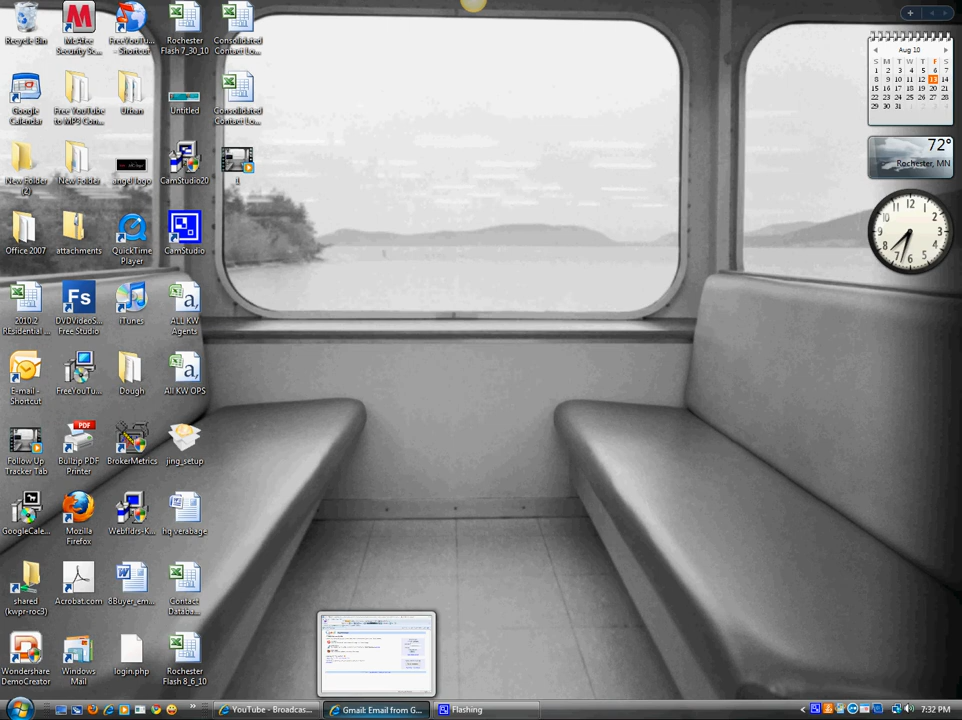 Recycle Bin
McAfee
Security Sc...
FreeYouTu...
- Shortcut
Rochester
Flash 7_30_10
Consolidated
Contact Lo...
Google
Calendar
Free YouTube
to MP3 Con...
Urban
Untitled
Consolidated
Contact Lo...
New Folder
(2)
New Folder
angel logo
CamStudio20
1
Office 2007
attachments
QuickTime
Player
CamStudio
2010.2
REsidential ...
Fs
DVDVideoS...
Free Studio
iTunes
ALL KW
Agents
E-mail -
Shortcut
FreeYouTu...
Dough
All KW OPS
Follow Up
Tracker Tab
PDF
Bullzip PDF
Printer
BrokerMetrics
jing_setup
GoogleCale...
Mozilla
Firefox
Webfldrs-K...
hq verabage
shared
(kwpr-roc3)
Acrobat.com
8Buyer_em...
Contact
Databa...
Wondershare
DemoCreator
Windows
Mail
login.php
Rochester
Flash 8_6_10
Aug 10
S M T W T F S
1 2 3 4 5 6 7
8 9 10 11 12 13 14
15 16 17 18 19 20 21
22 23 24 25 26 27 28
29 30 31
72°
Rochester, MN
12 1 2 3 4 5 6 7 8 9 10 11
YouTube - Broadcas...
Gmail: Email from G...
Flashing
7:32 PM